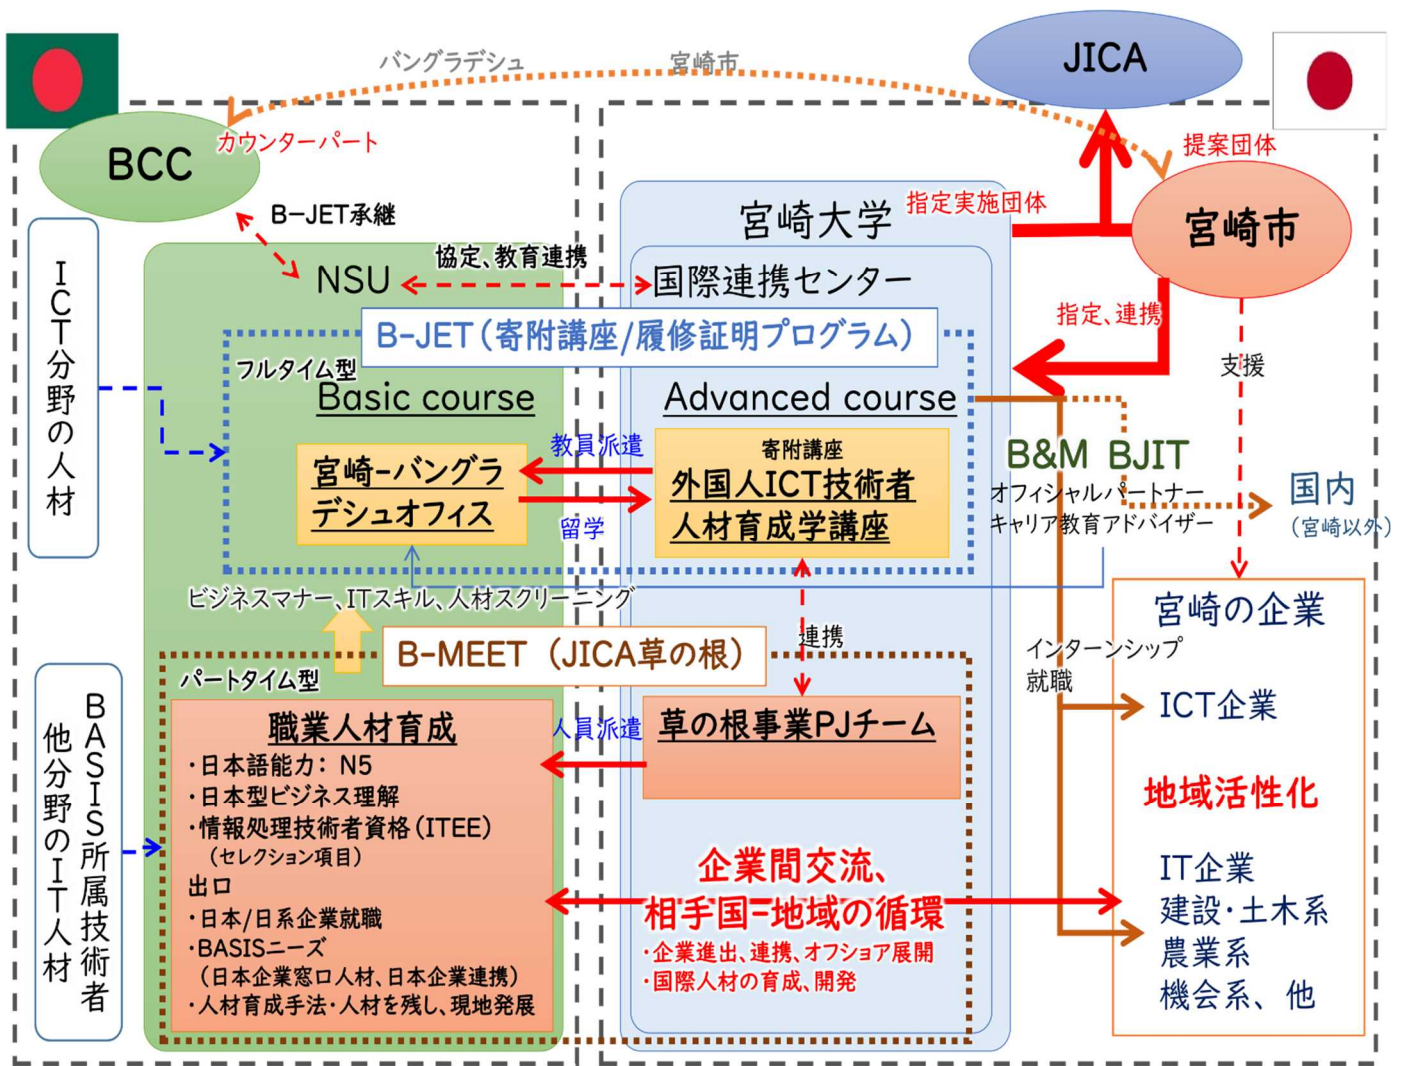 バングラデシュ
宮崎市
JICA
BCC
カウンターパート
提案団体
宮崎市
B-JET承継
宮崎大学
指定実施団体
NSU
協定、教育連携
国際連携センター
指定、連携
支援
ICT分野の人材
B-JET(寄附講座/履修証明プログラム)
フルタイム型
Basic course
Advanced course
宮崎-バングラ
デシュオフィス
教員派遣
留学
寄附講座
外国人ICT技術者
人材育成学講座
B&M BJIT
オフィシャルパートナー
キャリア教育アドバイザー
国内
(宮崎以外)
ビジネスマナー、ITスキル、人材スクリーニング
連携
B-MEET (JICA草の根)
パートタイム型
インターンシップ
就職
宮崎の企業
ICT企業
地域活性化
IT企業
建設・土木系
農業系
機会系、他
BASIS所属技術者
他分野のIT人材
職業人材育成
・日本語能力: N5
・日本型ビジネス理解
・情報処理技術者資格(ITEE)
(セレクション項目)
出口
・日本/日系企業就職
・BASISニーズ
(日本企業窓口人材、日本企業連携)
・人材育成手法・人材を残し、現地発展
人員派遣
草の根事業PJチーム
企業間交流、
相手国-地域の循環
・企業進出、連携、オフショア展開
・国際人材の育成、開発